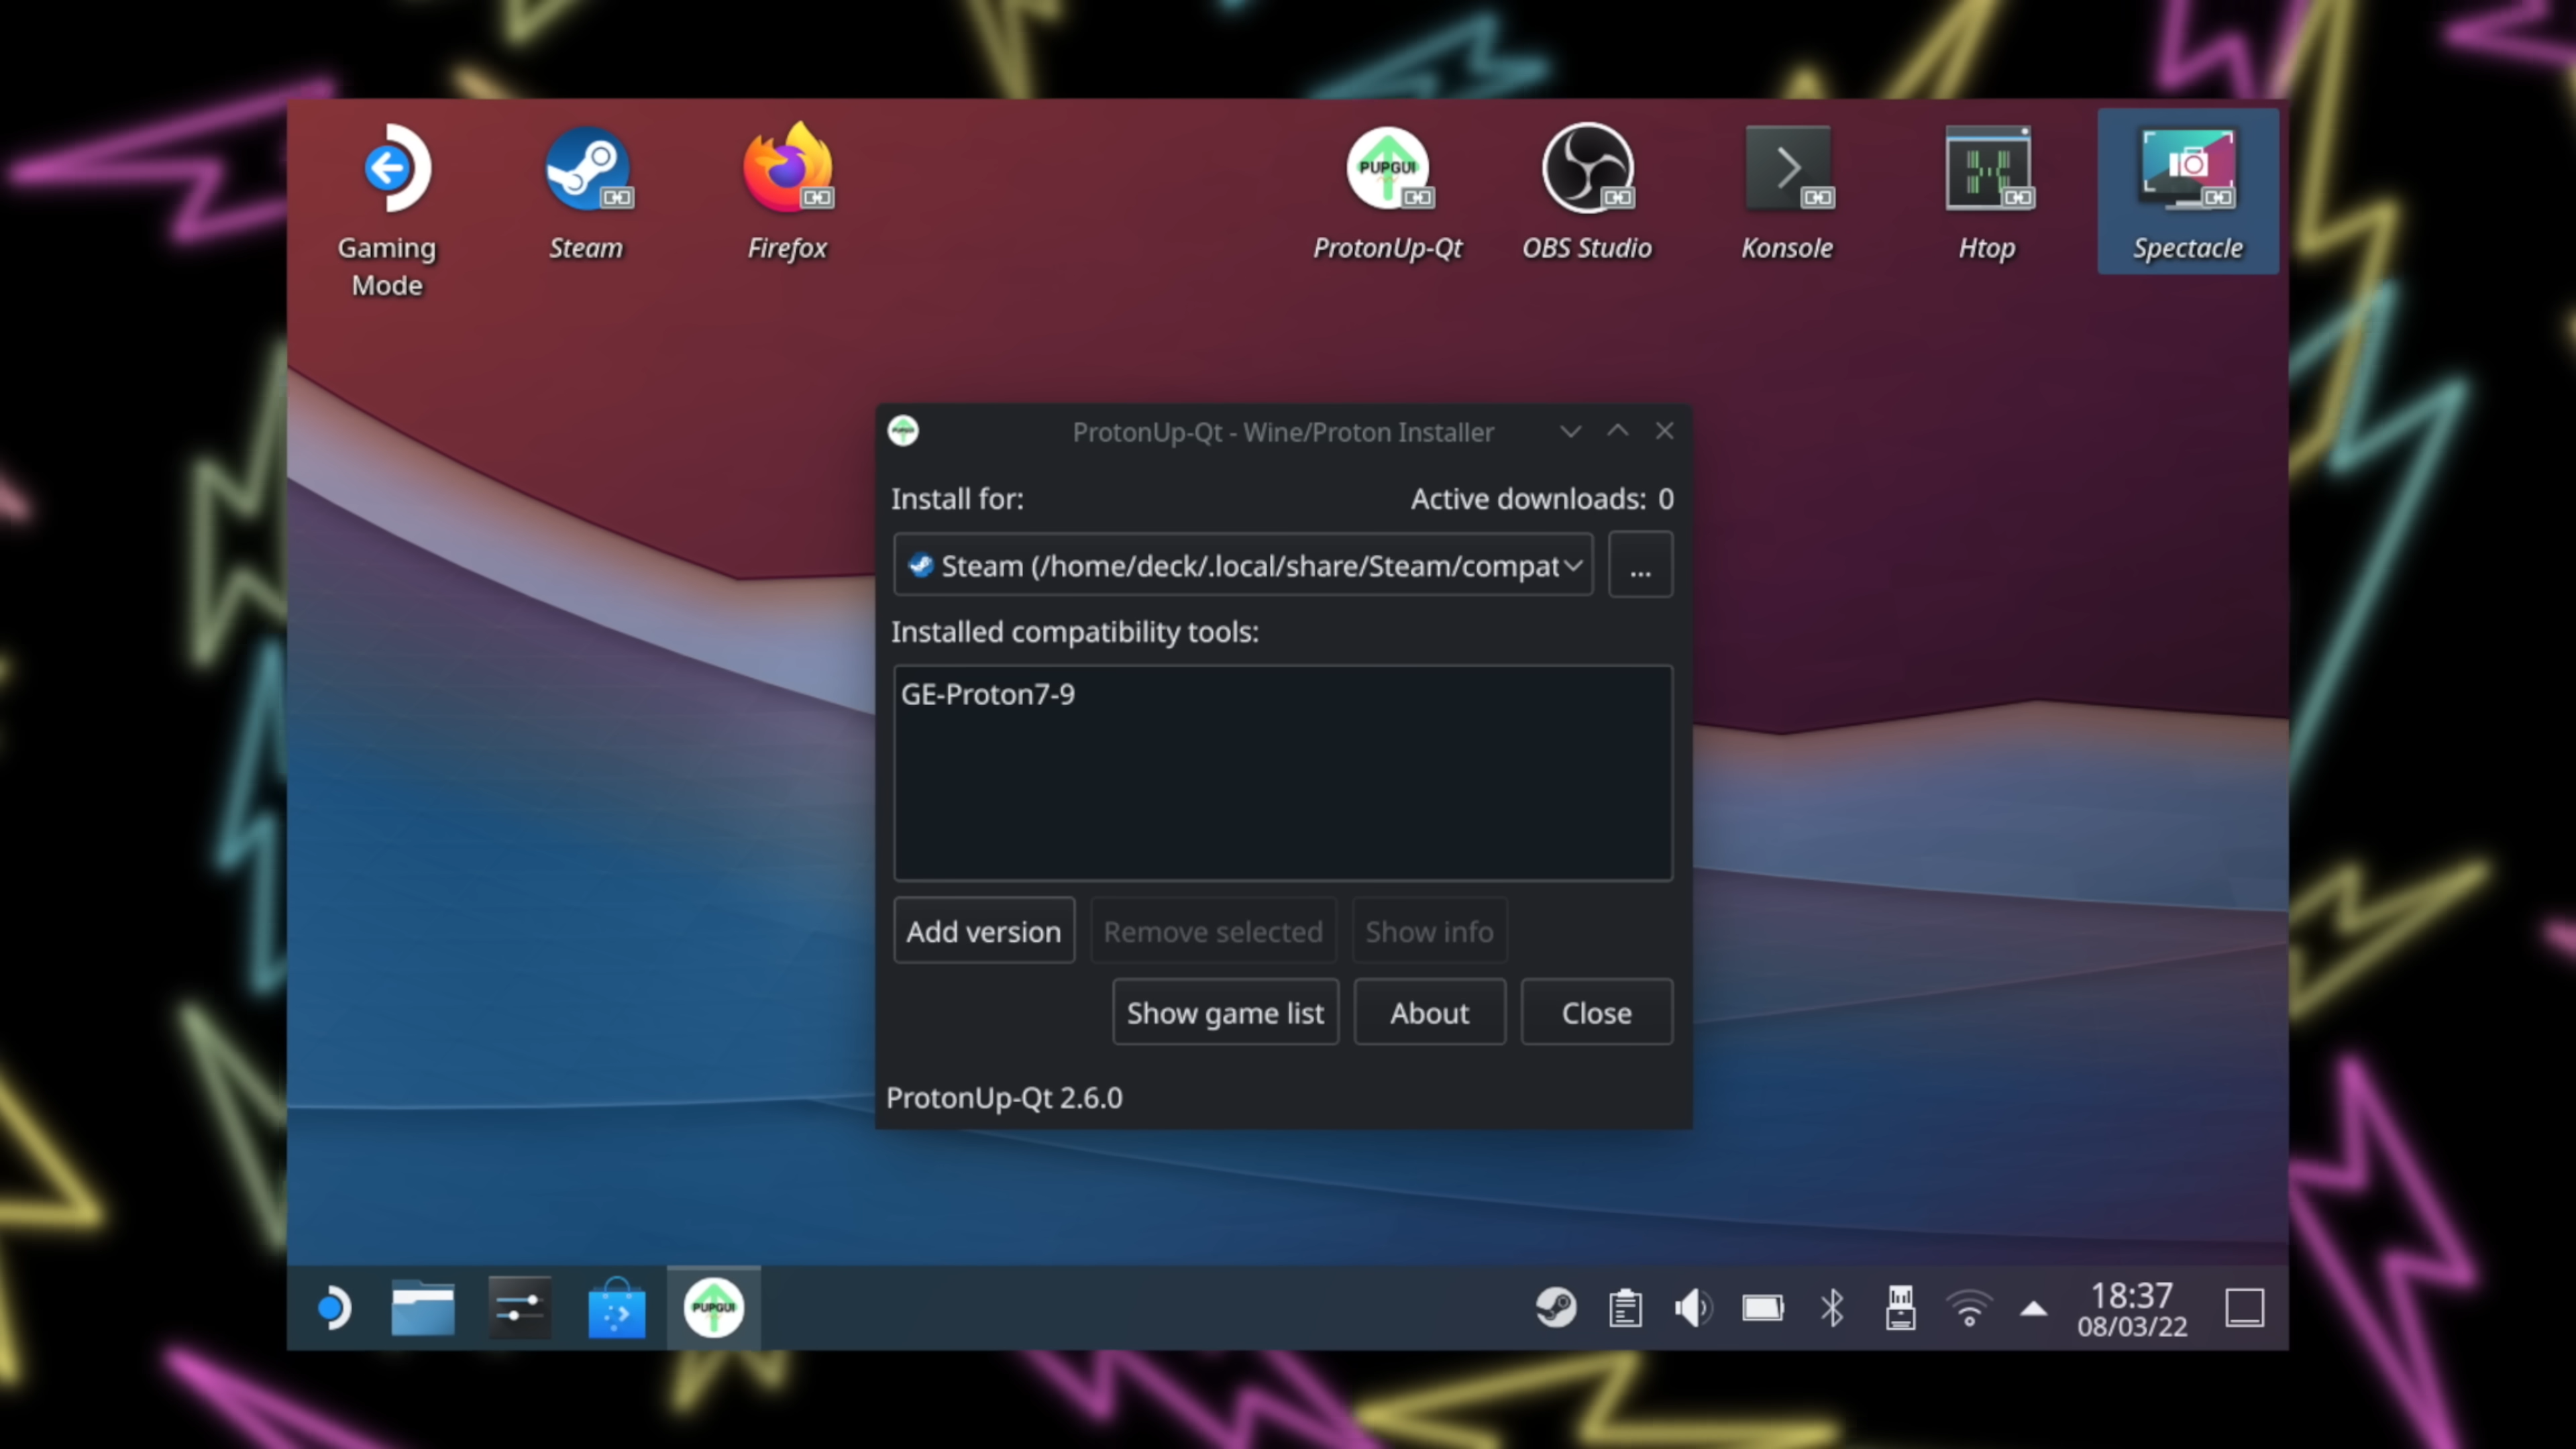 Gaming
Mode
Steam
Firefox
PUPGUI
ProtonUp-Qt
OBS Studio
Konsole
Htop
Spectacle
ProtonUp-Qt - Wine/Proton Installer
Install for:
Active downloads: 0
Steam (/home/deck/.local/share/Steam/compat
...
Installed compatibility tools:
GE-Proton7-9
Add version
Remove selected
Show info
Show game list
About
Close
ProtonUp-Qt 2.6.0
PUPGUI
18:37
08/03/22